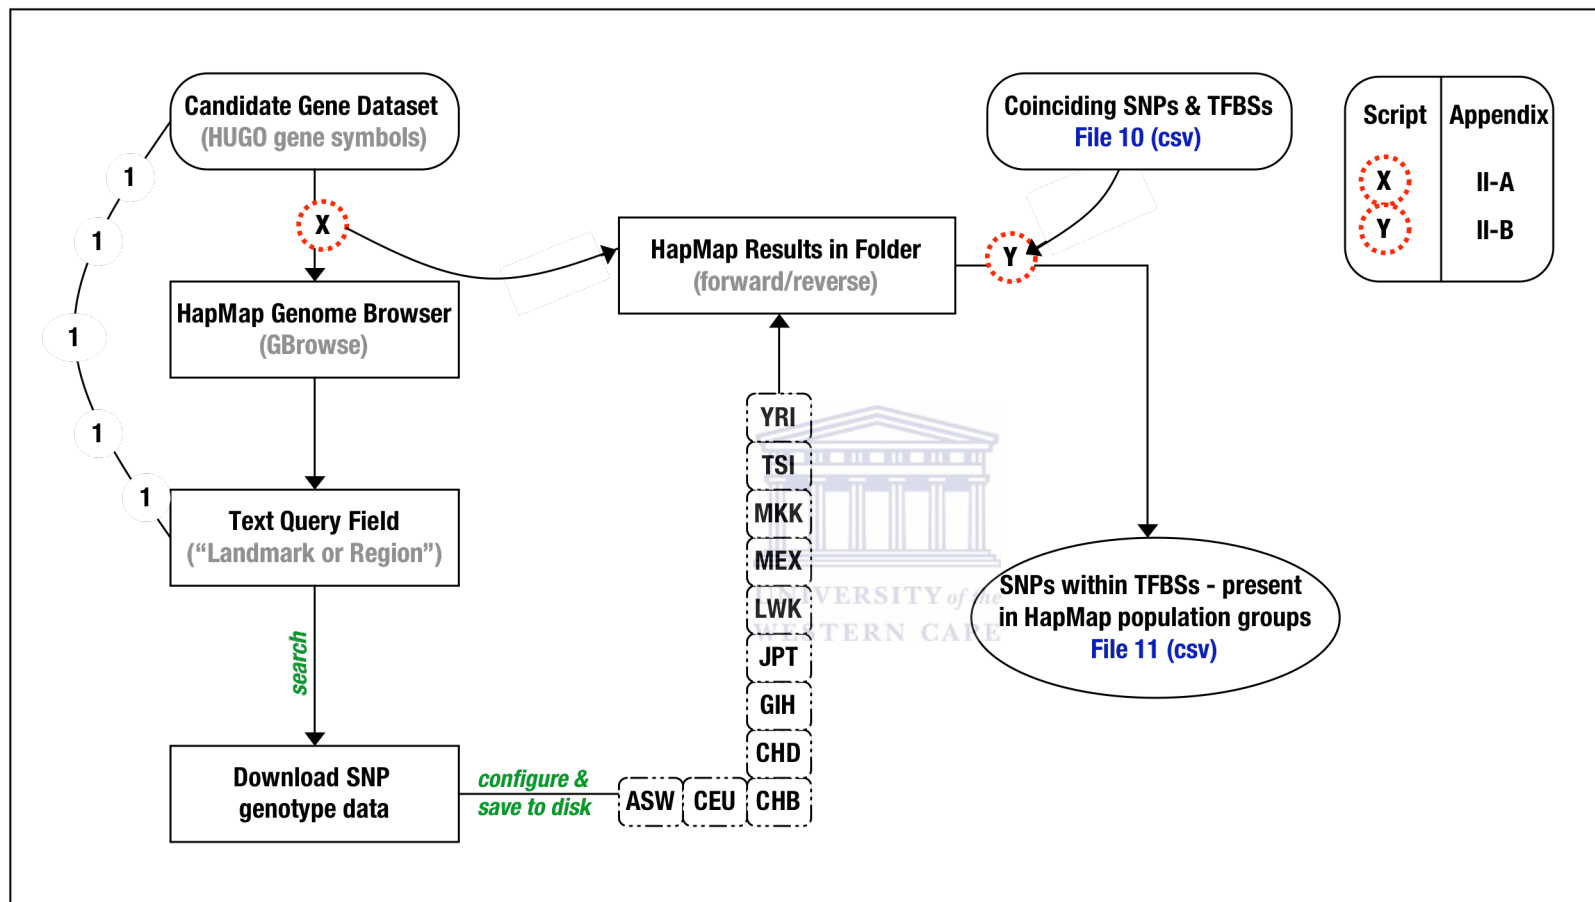 Candidate Gene Dataset
(HUGO gene symbols)
Coinciding SNPs & TFBSs
File 10 (csv)
Script Appendix
X II-A
Y II-B
1
1
1
1
1
X
HapMap Results in Folder
(forward/reverse)
Y
HapMap Genome Browser
(GBrowse)
Text Query Field
(“Landmark or Region”)
search
Download SNP
genotype data
configure &
save to disk
ASW
CEU
CHB
CHD
GIH
JPT
LWK
MEX
MKK
TSI
YRI
UNIVERSITY of the
WESTERN CAPE
SNPs within TFBSs - present
in HapMap population groups
File 11 (csv)